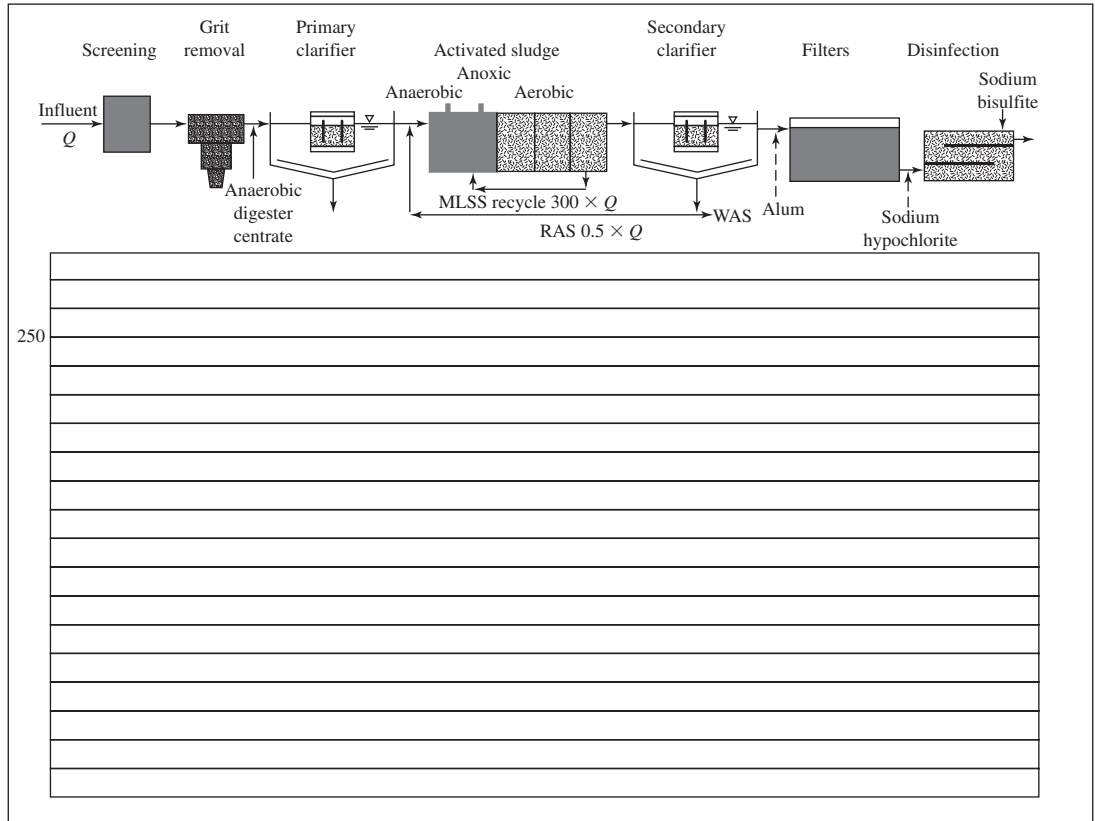 Screening
Grit
removal
Primary
clarifier
Activated sludge
Anoxic
Anaerobic
Aerobic
Secondary
clarifier
Filters
Disinfection
Sodium
bisulfite
Influent
Q
Anaerobic
digester
centrate
MLSS recycle 300 × Q
RAS 0.5 × Q
WAS
Alum
Sodium
hypochlorite
250